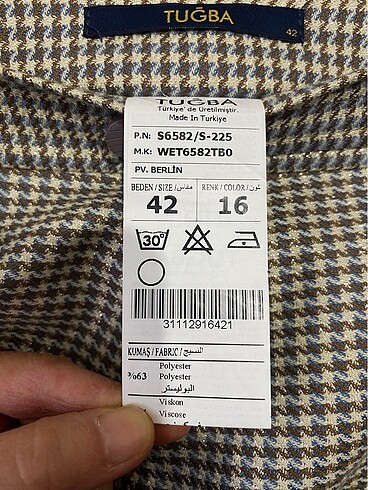 TUĞBA
42
TUĞBA
Türkiye' de Üretilmiştir.
Made In Turkiye
P.N: S6582/S-225
M.K: WET6582TB0
PV. BERLİN
BEDEN / SIZE / مقاس
RENK / COLOR / لون
42
16
30°
31112916421
KUMAŞ / FABRIC / النسيج
Polyester
%63 Polyester
البوليستر
Viskon
Viscose